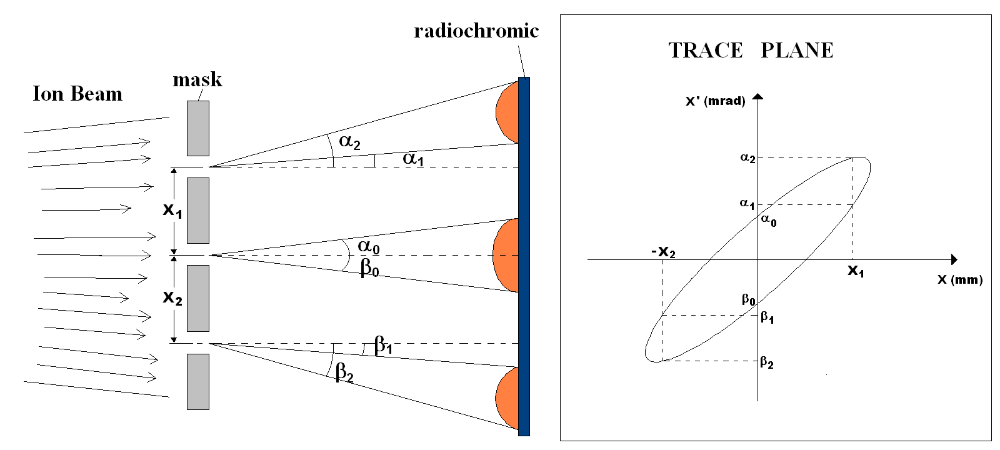 radiochromic
mask
Ion Beam
α2
α1
x1
α0
β0
x2
β1
β2
TRACE PLANE
X' (mrad)
α2
α1
α0
-x2
x1
X (mm)
β0
β1
β2